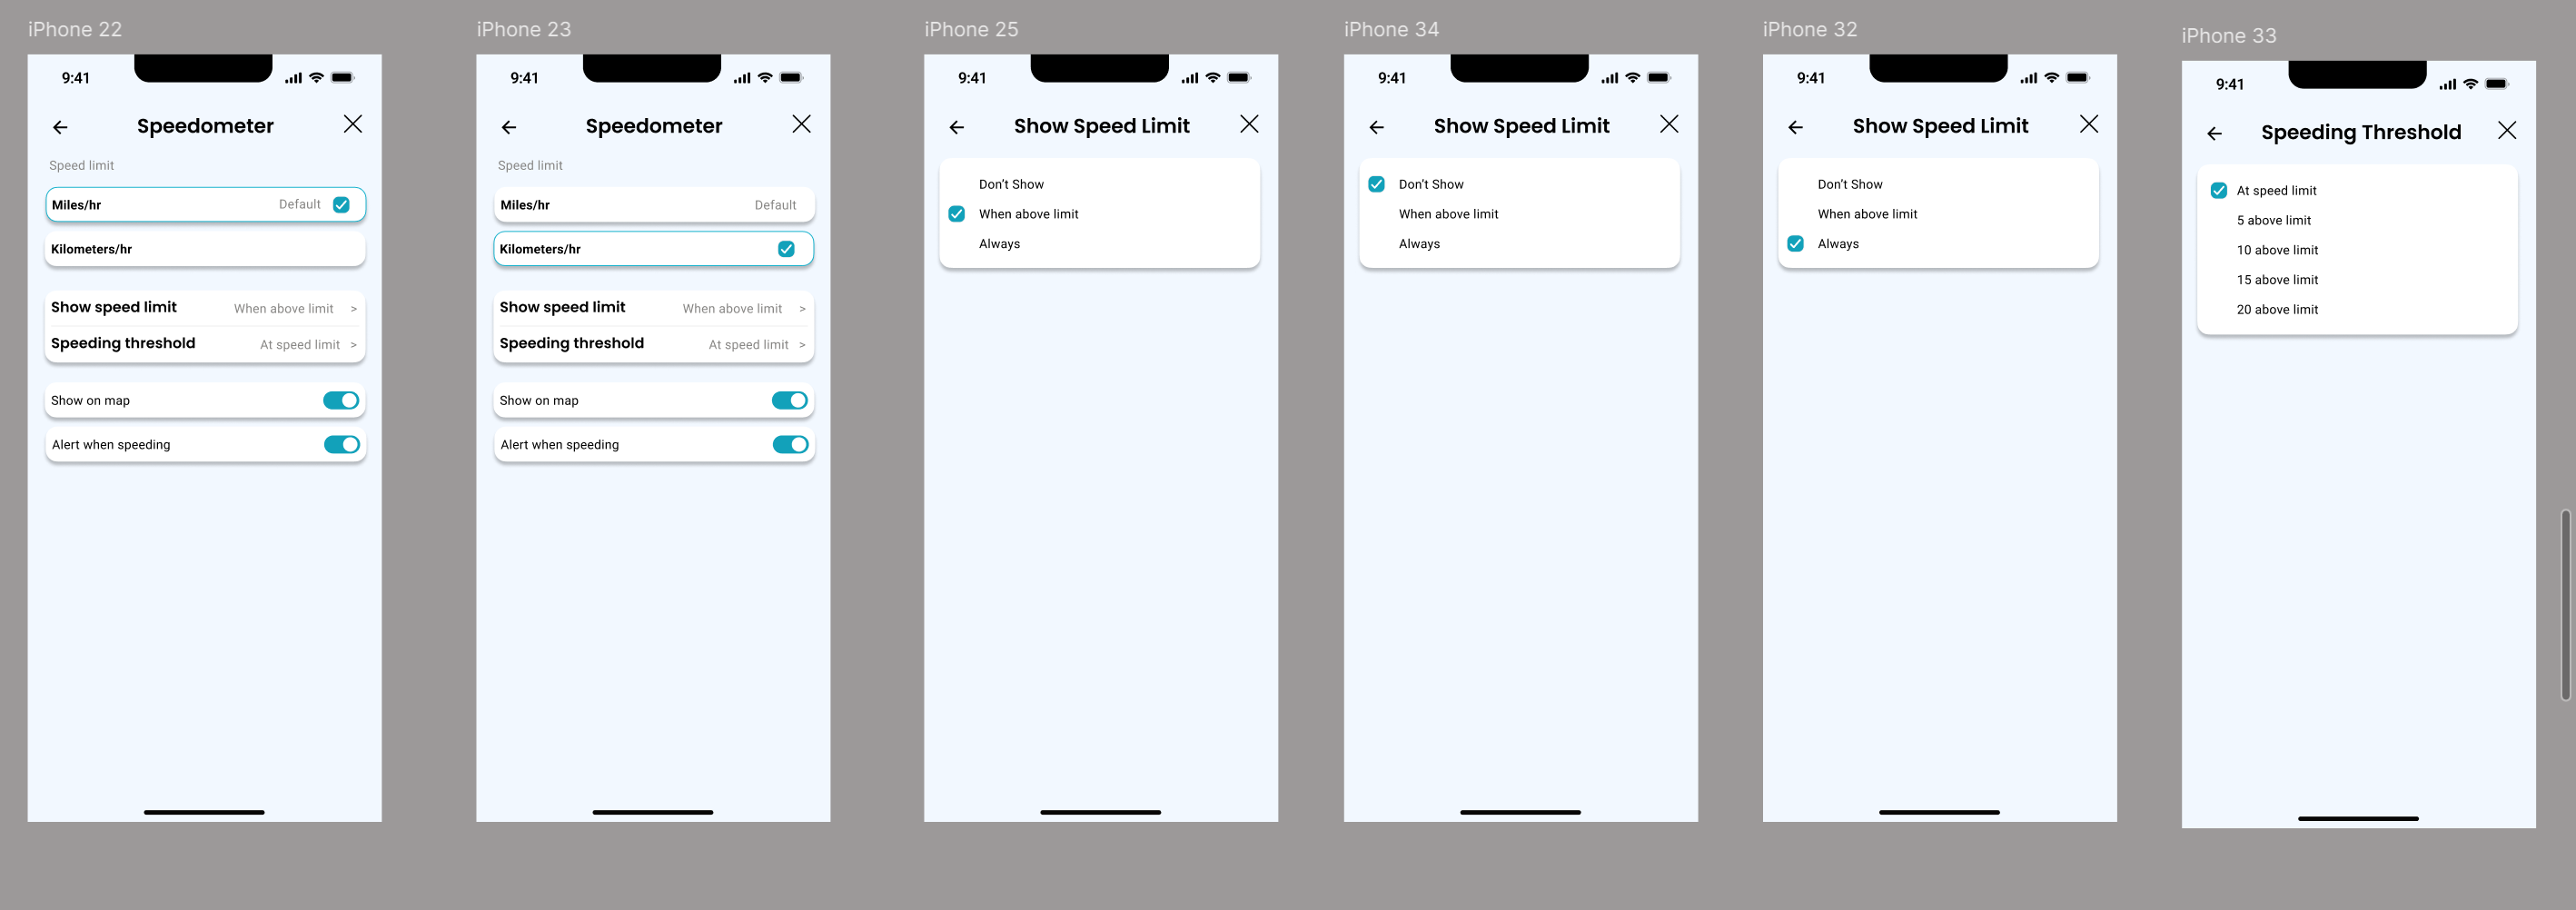 iPhone 22
9:41
Speedometer
Speed limit
Miles/hr Default
Kilometers/hr
Show speed limit When above limit >
Speeding threshold At speed limit >
Show on map
Alert when speeding
iPhone 23
9:41
Speedometer
Speed limit
Miles/hr Default
Kilometers/hr
Show speed limit When above limit >
Speeding threshold At speed limit >
Show on map
Alert when speeding
iPhone 25
9:41
Show Speed Limit
Don’t Show
When above limit
Always
iPhone 34
9:41
Show Speed Limit
Don’t Show
When above limit
Always
iPhone 32
9:41
Show Speed Limit
Don’t Show
When above limit
Always
iPhone 33
9:41
Speeding Threshold
At speed limit
5 above limit
10 above limit
15 above limit
20 above limit